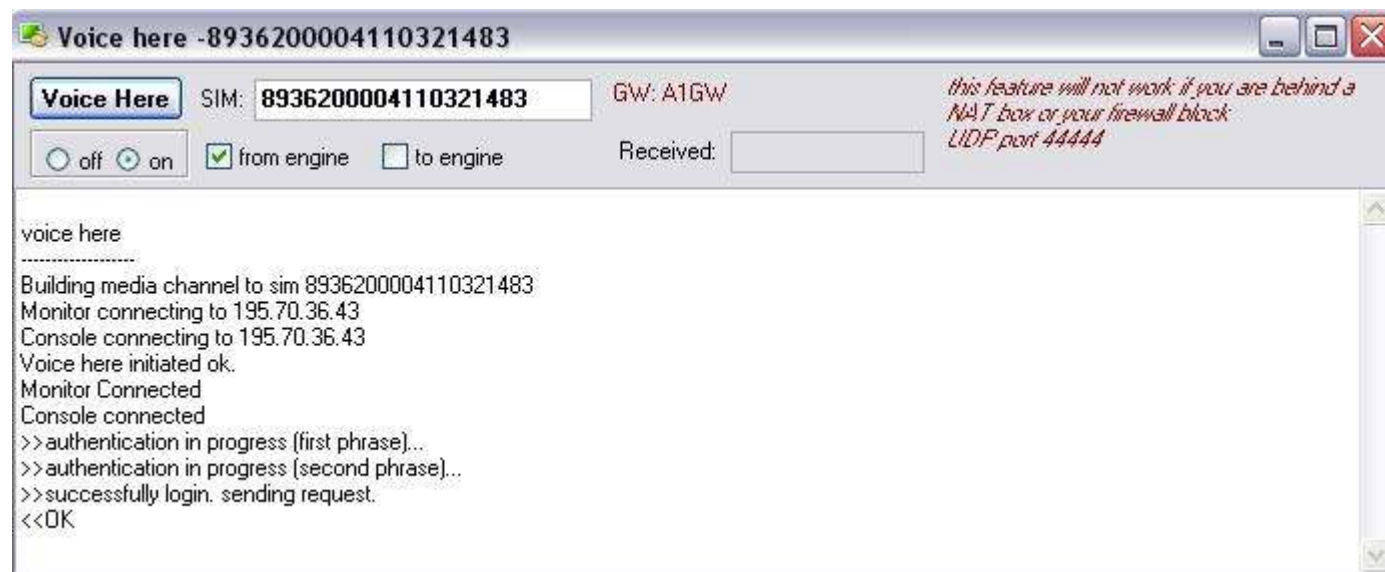 Voice here -8936200004110321483
Voice Here
SIM: 8936200004110321483
GW: A1GW
this feature will not work if you are behind a
NAT box or your firewall block
UDP port 44444
off on
from engine
to engine
Received:
voice here
-------------------
Building media channel to sim 8936200004110321483
Monitor connecting to 195.70.36.43
Console connecting to 195.70.36.43
Voice here initiated ok.
Monitor Connected
Console connected
>>authentication in progress (first phrase)...
>>authentication in progress (second phrase)...
>>successfully login. sending request.
<<OK